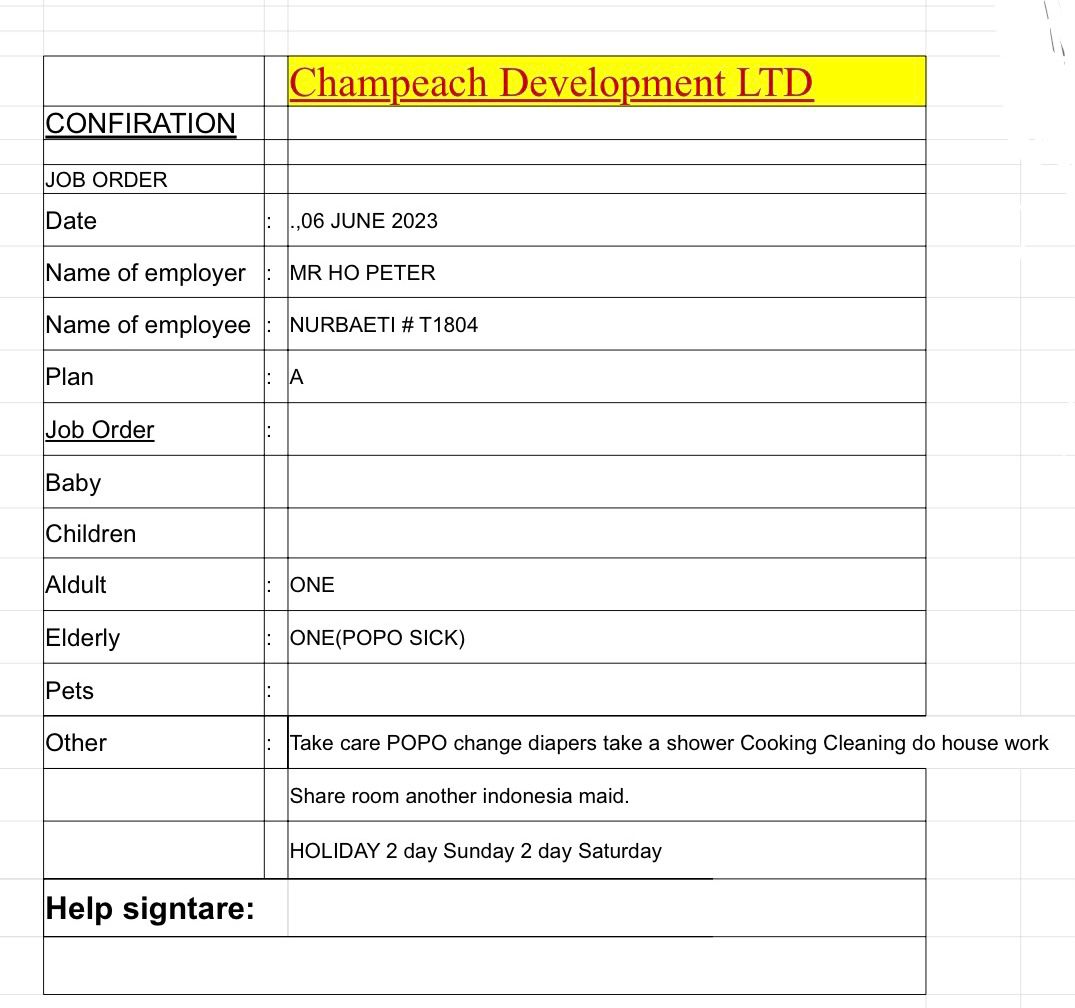 Champeach Development LTD
CONFIRATION
JOB ORDER
Date : .,06 JUNE 2023
Name of employer : MR HO PETER
Name of employee : NURBAETI # T1804
Plan : A
Job Order :
Baby
Children
Aldult : ONE
Elderly : ONE(POPO SICK)
Pets :
Other : Take care POPO change diapers take a shower Cooking Cleaning do house work
Share room another indonesia maid.
HOLIDAY 2 day Sunday 2 day Saturday
Help signtare: